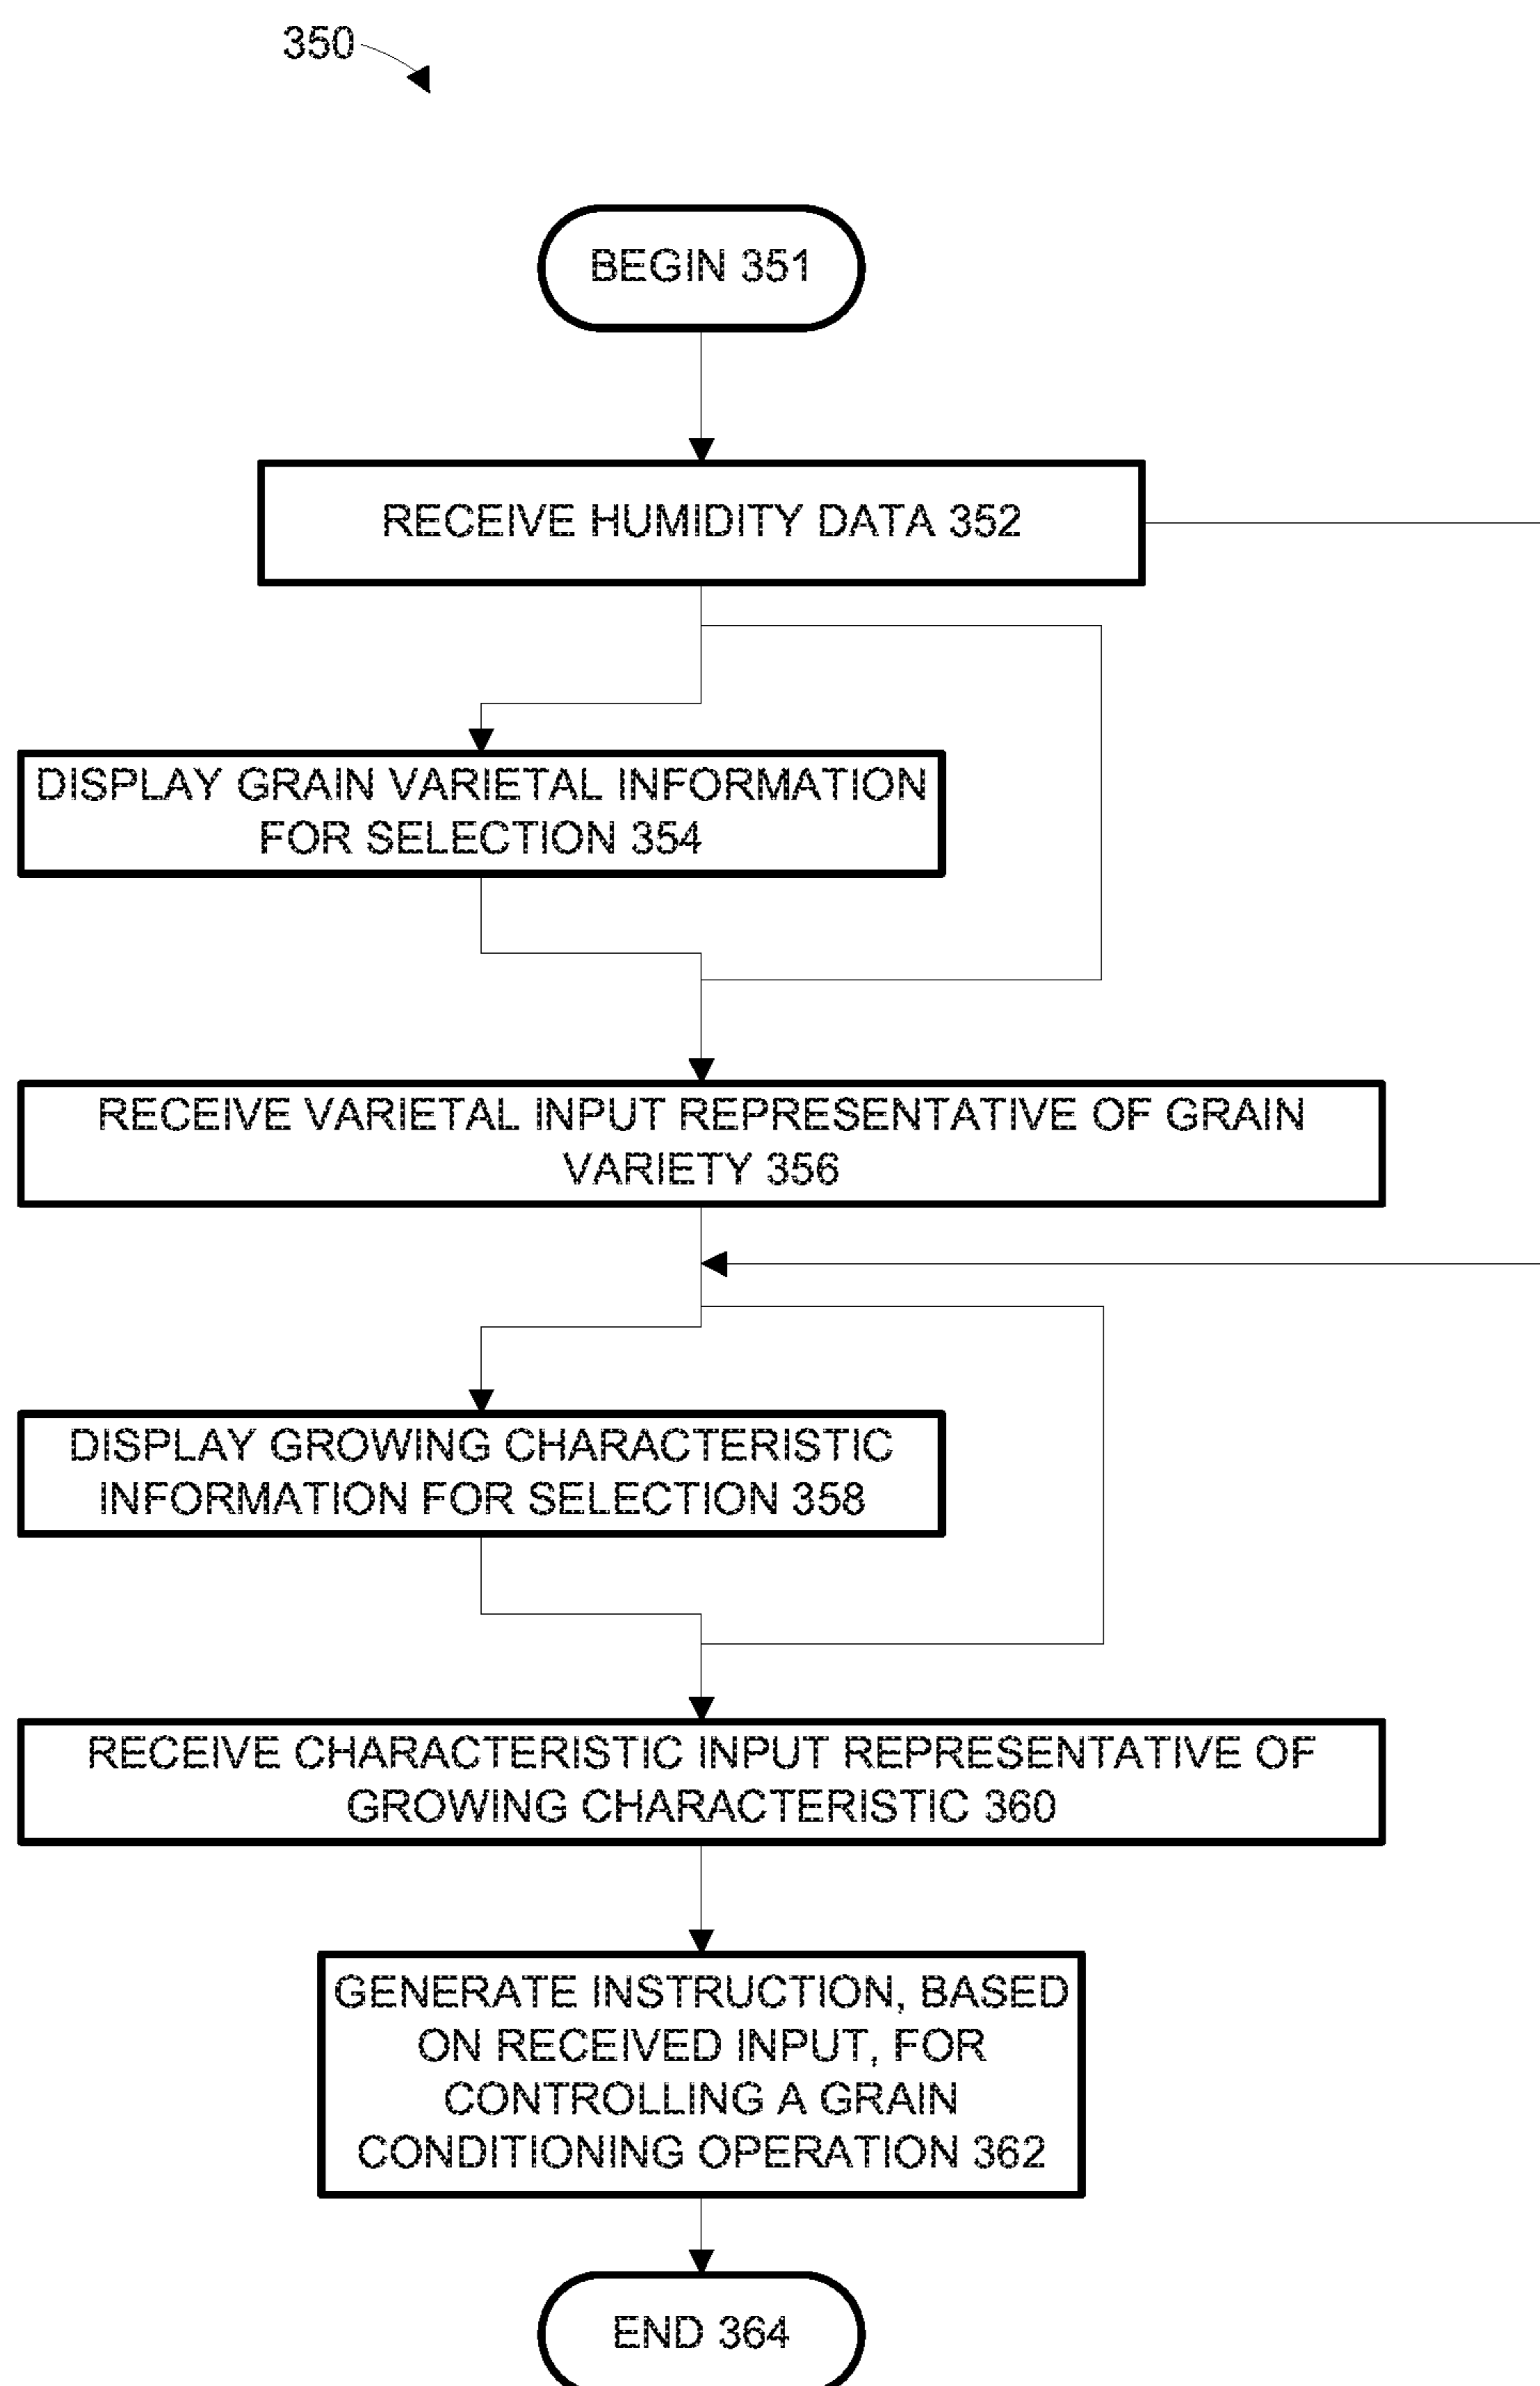 350
BEGIN 351
RECEIVE HUMIDITY DATA 352
DISPLAY GRAIN VARIETAL INFORMATION
FOR SELECTION 354
RECEIVE VARIETAL INPUT REPRESENTATIVE OF GRAIN
VARIETY 356
DISPLAY GROWING CHARACTERISTIC
INFORMATION FOR SELECTION 358
RECEIVE CHARACTERISTIC INPUT REPRESENTATIVE OF
GROWING CHARACTERISTIC 360
GENERATE INSTRUCTION, BASED
ON RECEIVED INPUT, FOR
CONTROLLING A GRAIN
CONDITIONING OPERATION 362
END 364